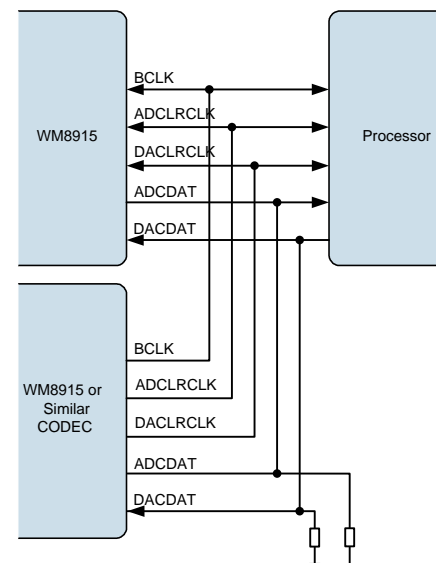 BCLK
ADCLRCLK
WM8915
Processor
DACLRCLK
ADCDAT
DACDAT
BCLK
WM8915 or
Similar
CODEC
ADCLRCLK
DACLRCLK
ADCDAT
DACDAT